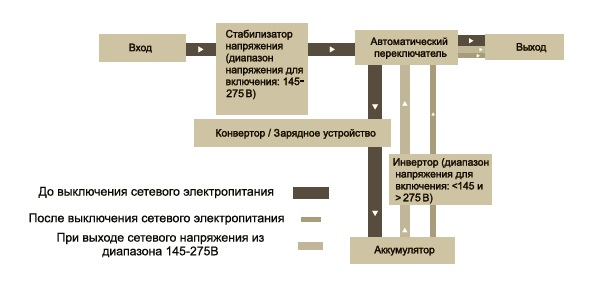 Вход
Стабилизатор
напряжения
(диапазон
напряжения для
включения: 145-
275 В)
Автоматический
переключатель
Выход
Конвертор / Зарядное устройство
Инвертор (диапазон
напряжения для
включения: <145 и
> 275 В)
До выключения сетевого электропитания
После выключения сетевого электропитания
При выходе сетевого напряжения из
диапазона 145-275В
Аккумулятор